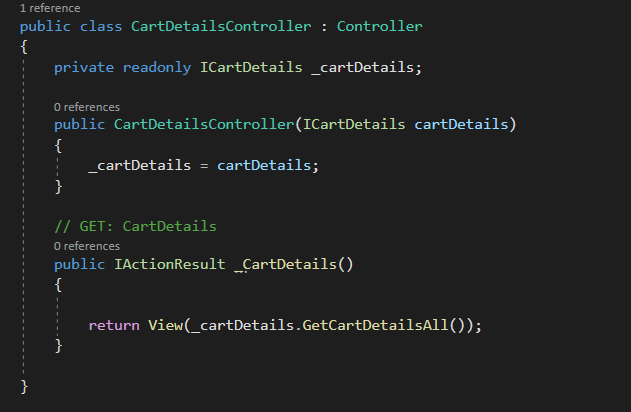 1 reference
public class CartDetailsController : Controller
{
private readonly ICartDetails _cartDetails;
0 references
public CartDetailsController(ICartDetails cartDetails)
{
_cartDetails = cartDetails;
}
// GET: CartDetails
0 references
public IActionResult _CartDetails()
{
return View(_cartDetails.GetCartDetailsAll());
}
}